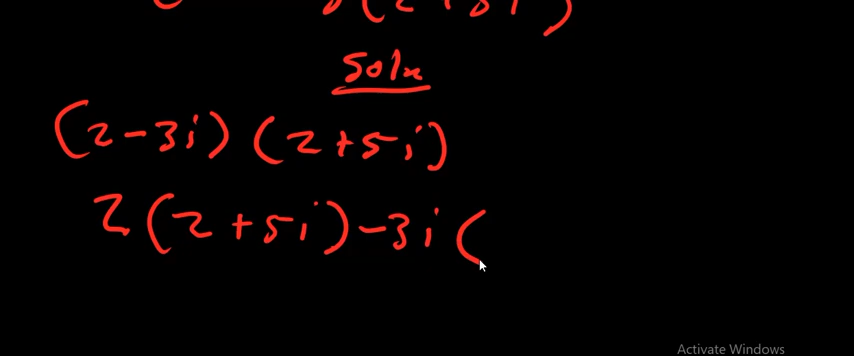 Soln
(2-3i) (2+5i)
2(2+5i)-3i(
Activate Windows